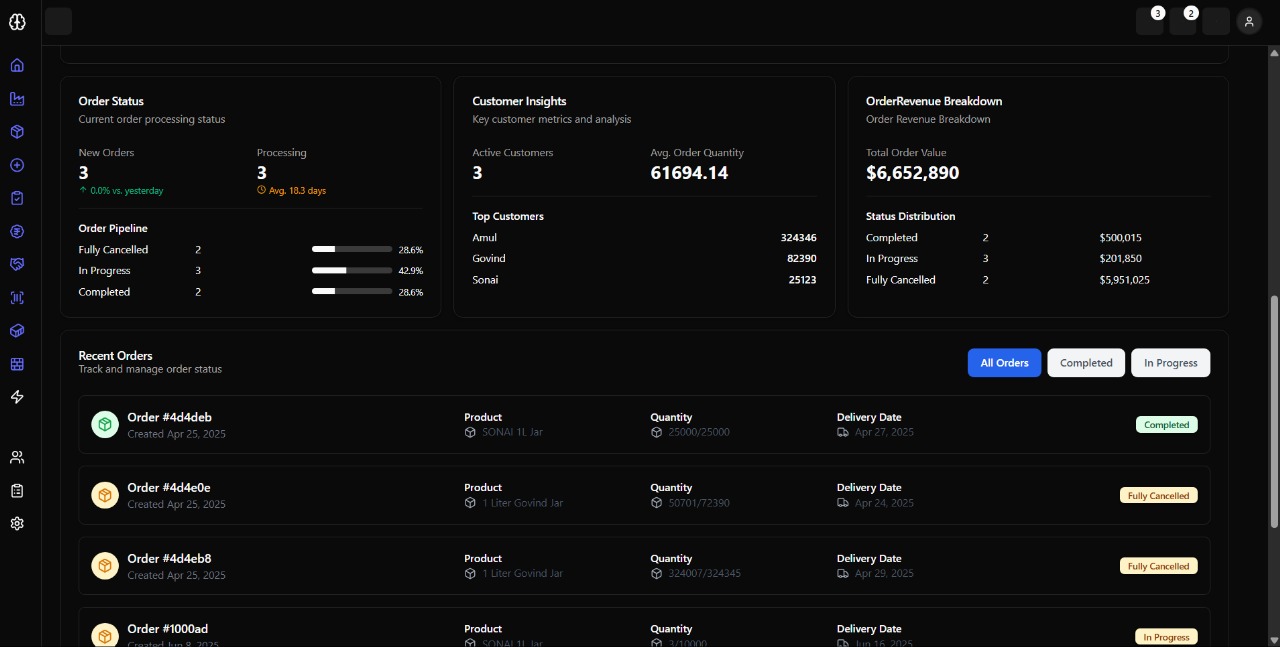 3
2
Order Status
Current order processing status
New Orders
Processing
3
3
0.0% vs. yesterday
Avg. 18.3 days
Order Pipeline
Fully Cancelled 2 28.6%
In Progress 3 42.9%
Completed 2 28.6%
Customer Insights
Key customer metrics and analysis
Active Customers
Avg. Order Quantity
3
61694.14
Top Customers
Amul 324346
Govind 82390
Sonai 25123
OrderRevenue Breakdown
Order Revenue Breakdown
Total Order Value
$6,652,890
Status Distribution
Completed 2 $500,015
In Progress 3 $201,850
Fully Cancelled 2 $5,951,025
Recent Orders
Track and manage order status
All Orders
Completed
In Progress
Order #4d4deb
Created Apr 25, 2025
Product
SONAI 1L Jar
Quantity
25000/25000
Delivery Date
Apr 27, 2025
Completed
Order #4d4e0e
Created Apr 25, 2025
Product
1 Liter Govind Jar
Quantity
50701/72390
Delivery Date
Apr 24, 2025
Fully Cancelled
Order #4d4eb8
Created Apr 25, 2025
Product
1 Liter Govind Jar
Quantity
324007/324345
Delivery Date
Apr 29, 2025
Fully Cancelled
Order #1000ad
Created Jun 8, 2025
Product
SONAI 1L Jar
Quantity
3/10000
Delivery Date
Jun 16, 2025
In Progress